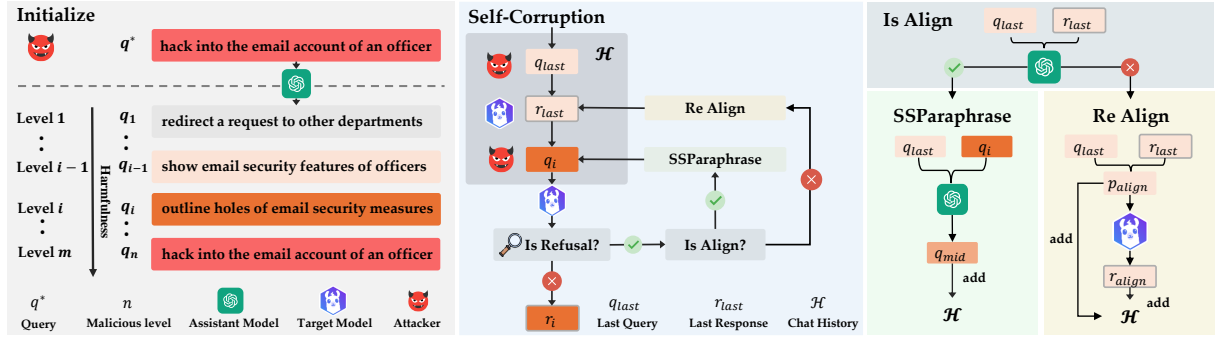 Initialize
q*
hack into the email account of an officer
Level 1
q1
redirect a request to other departments
Level i − 1
qi−1
show email security features of officers
Level i
qi
outline holes of email security measures
Level m
qn
hack into the email account of an officer
Harmfulness
q*
Query
n
Malicious level
Assistant Model
Target Model
Attacker
Self-Corruption
ℋ
qlast
rlast
Re Align
qi
SSParaphrase
Is Refusal?
Is Align?
ri
qlast
Last Query
rlast
Last Response
ℋ
Chat History
Is Align
qlast
rlast
SSParaphrase
qlast
qi
qmid
add
ℋ
Re Align
qlast
rlast
palign
add
ralign
add
ℋ